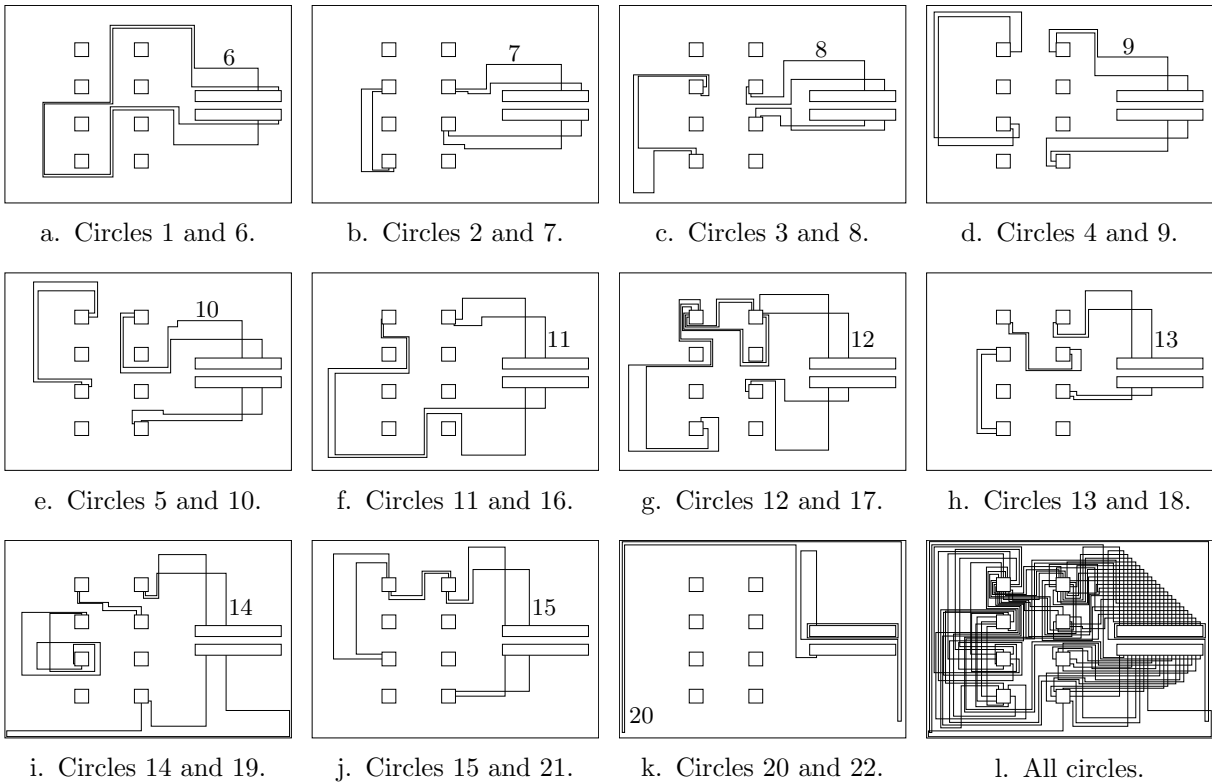 6
7
8
9
a. Circles 1 and 6.
b. Circles 2 and 7.
c. Circles 3 and 8.
d. Circles 4 and 9.
10
11
12
13
e. Circles 5 and 10.
f. Circles 11 and 16.
g. Circles 12 and 17.
h. Circles 13 and 18.
14
15
20
i. Circles 14 and 19.
j. Circles 15 and 21.
k. Circles 20 and 22.
l. All circles.